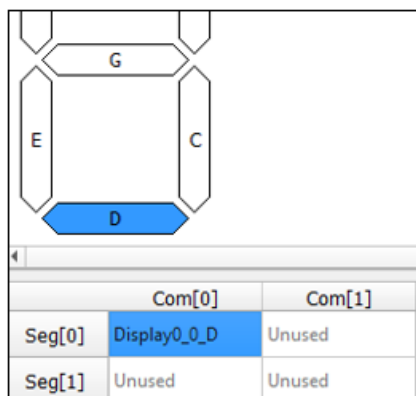 G
E C
D
Com[0] Com[1]
Seg[0] Display0_0_D Unused
Seg[1] Unused Unused